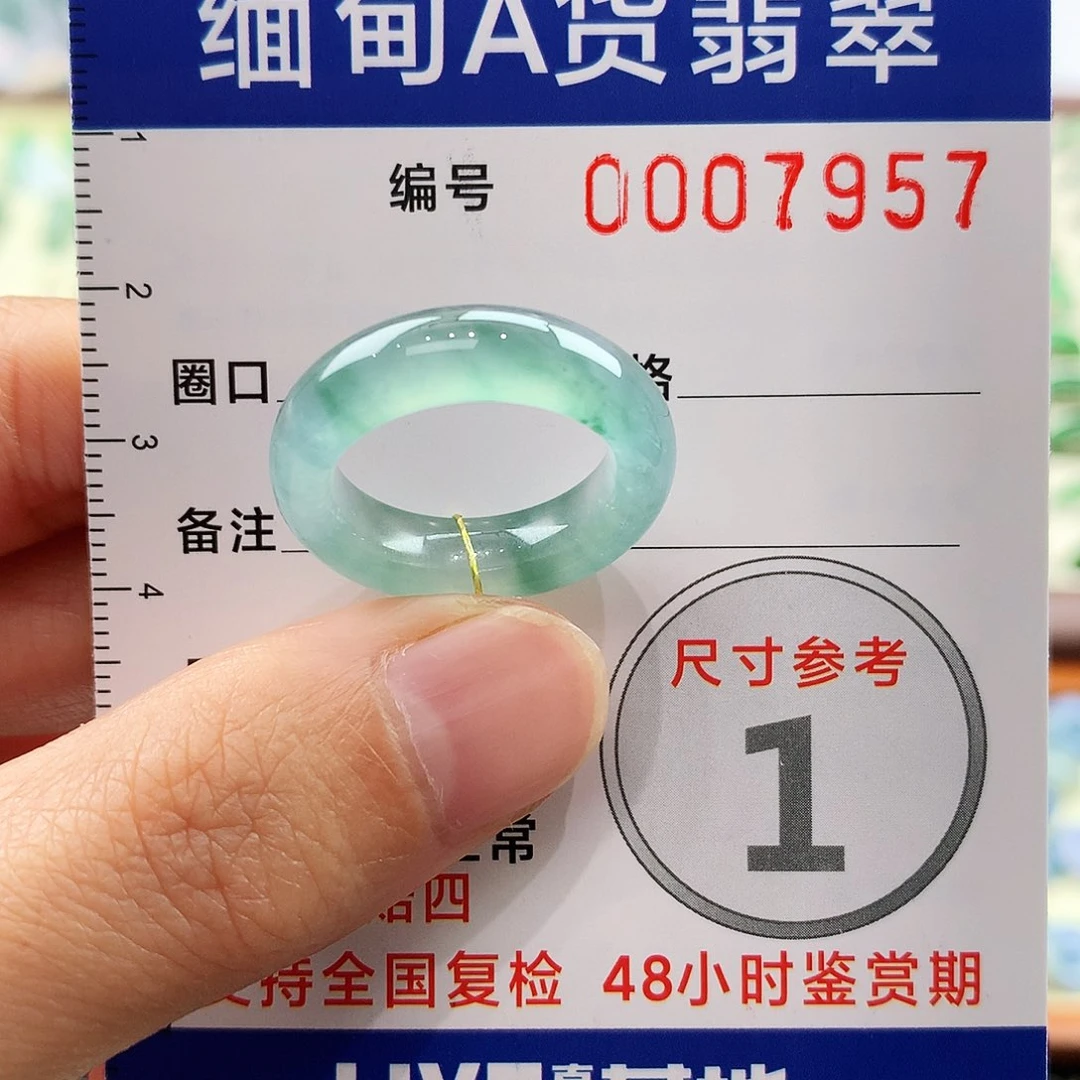 缅甸A货翡翠
1
编号 0007957
2
圈口 格
3
备注
4
尺寸参考
1
常
四
持全国复检 48小时鉴赏期